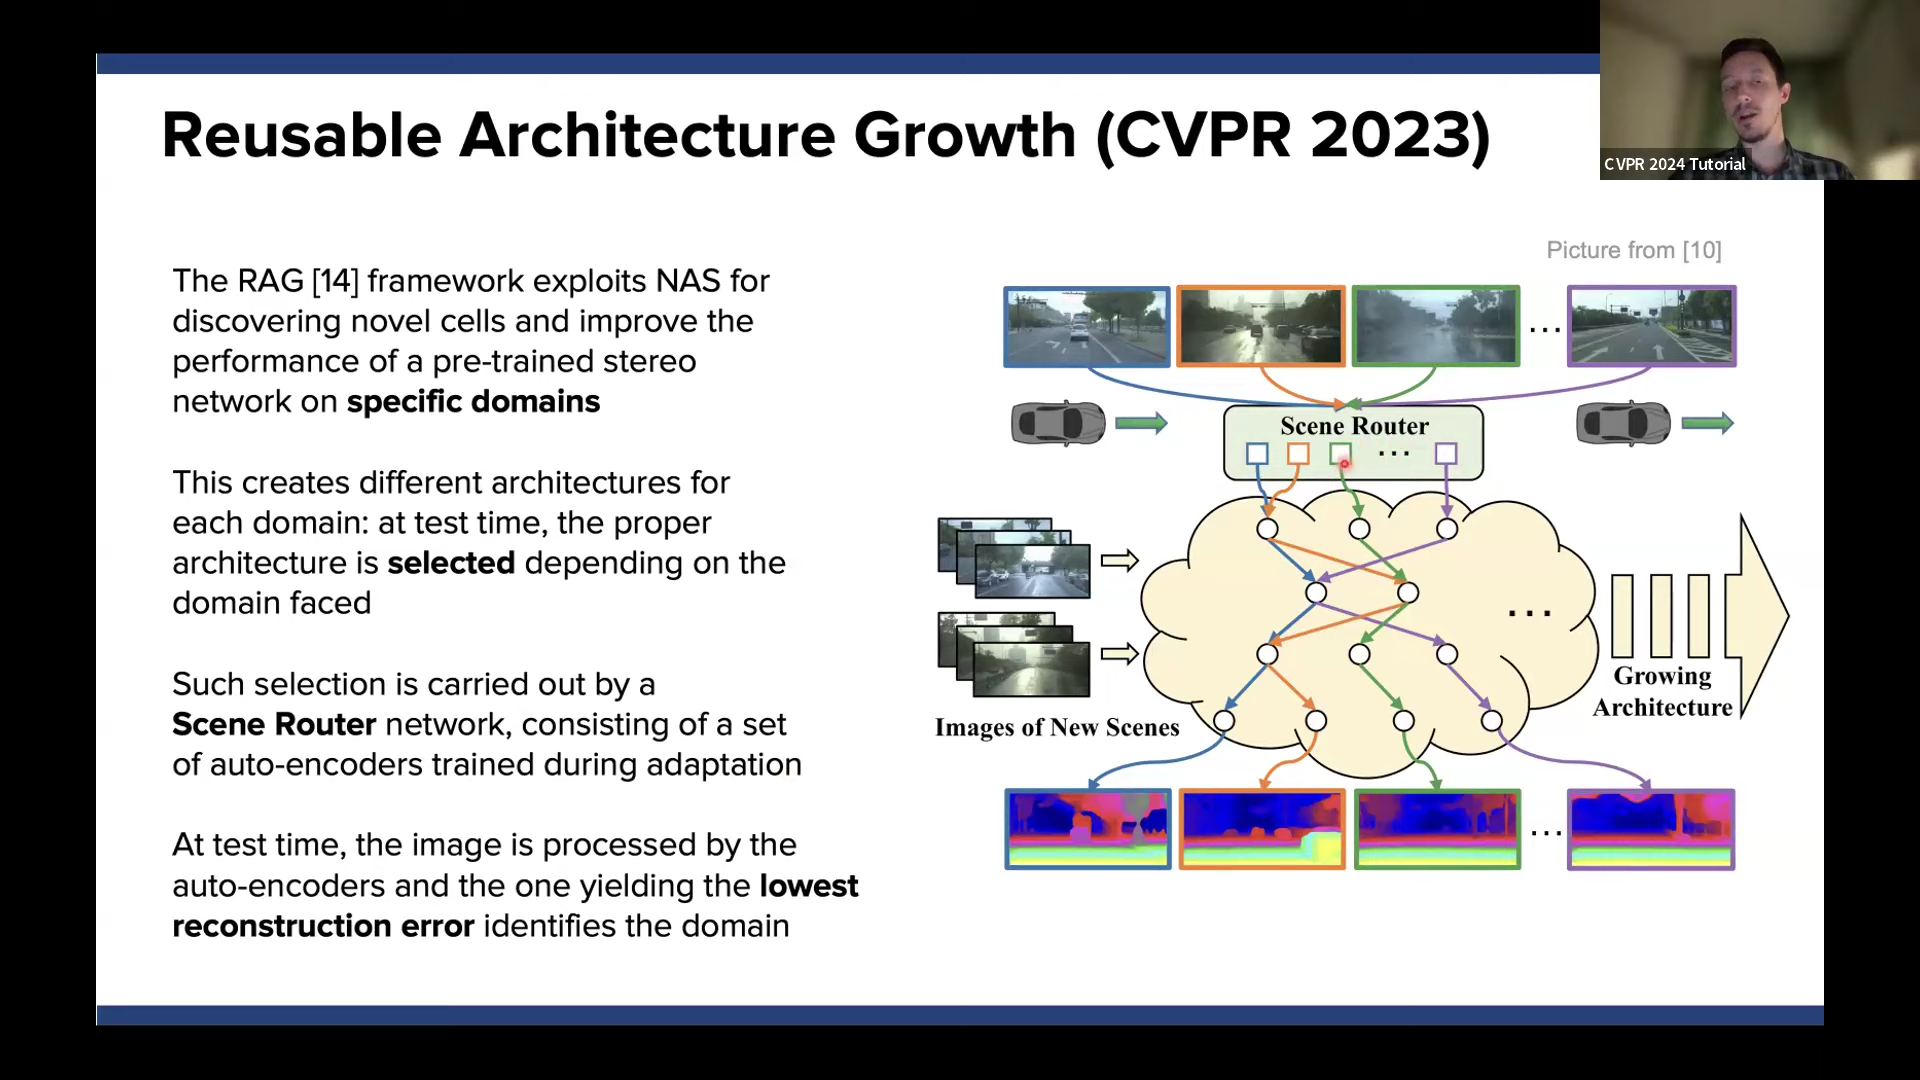 Reusable Architecture Growth (CVPR 2023)
CVPR 2024 Tutorial
The RAG [14] framework exploits NAS for
discovering novel cells and improve the
performance of a pre-trained stereo
network on specific domains
This creates different architectures for
each domain: at test time, the proper
architecture is selected depending on the
domain faced
Such selection is carried out by a
Scene Router network, consisting of a set
of auto-encoders trained during adaptation
At test time, the image is processed by the
auto-encoders and the one yielding the lowest
reconstruction error identifies the domain
Picture from [10]
...
Scene Router
...
...
Images of New Scenes
Growing
Architecture
...